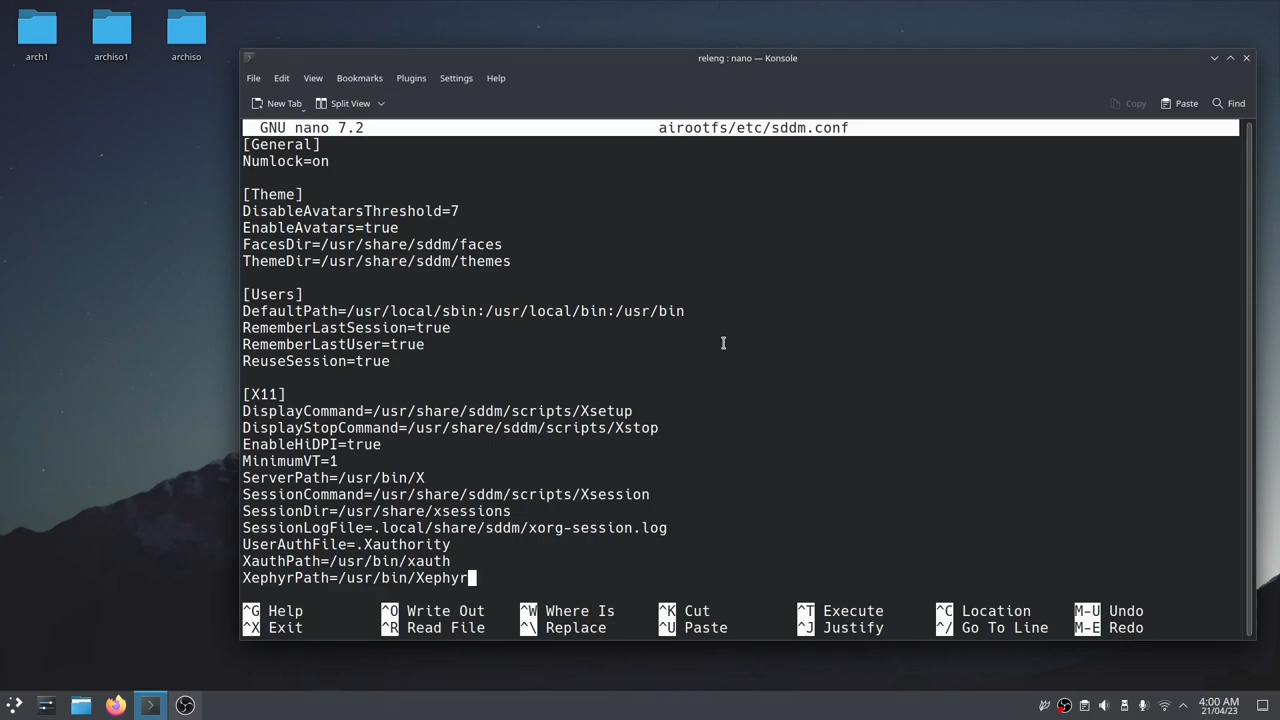 arch1
archiso1
archiso
releng : nano — Konsole
File Edit View Bookmarks Plugins Settings Help
New Tab Split View Copy Paste Find
GNU nano 7.2 airootfs/etc/sddm.conf
[General]
Numlock=on
[Theme]
DisableAvatarsThreshold=7
EnableAvatars=true
FacesDir=/usr/share/sddm/faces
ThemeDir=/usr/share/sddm/themes
[Users]
DefaultPath=/usr/local/sbin:/usr/local/bin:/usr/bin
RememberLastSession=true
RememberLastUser=true
ReuseSession=true
[X11]
DisplayCommand=/usr/share/sddm/scripts/Xsetup
DisplayStopCommand=/usr/share/sddm/scripts/Xstop
EnableHiDPI=true
MinimumVT=1
ServerPath=/usr/bin/X
SessionCommand=/usr/share/sddm/scripts/Xsession
SessionDir=/usr/share/xsessions
SessionLogFile=.local/share/sddm/xorg-session.log
UserAuthFile=.Xauthority
XauthPath=/usr/bin/xauth
XephyrPath=/usr/bin/Xephyr
^G Help ^O Write Out ^W Where Is ^K Cut ^T Execute ^C Location M-U Undo
^X Exit ^R Read File ^\ Replace ^U Paste ^J Justify ^/ Go To Line M-E Redo
4:00 AM
21/04/23